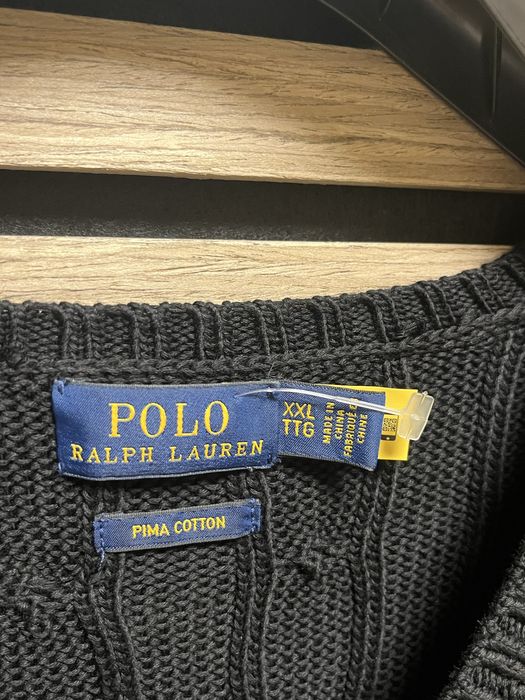 POLO
RALPH LAUREN
XXL
TTG
MADE IN
CHINA
FABRIQUÉ
CHINE
PIMA COTTON